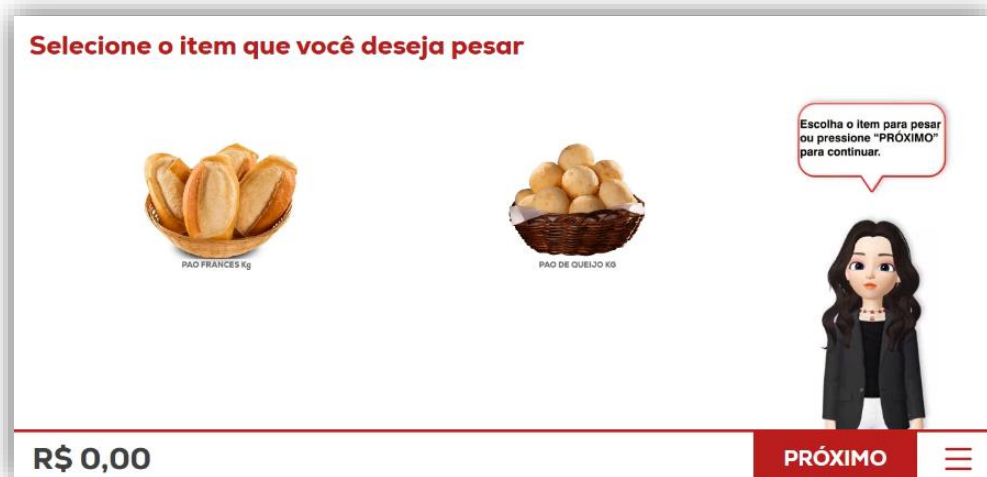 Selecione o item que você deseja pesar
Escolha o item para pesar
ou pressione “PRÓXIMO”
para continuar.
PAO FRANCES Kg
PAO DE QUEIJO KG
R$ 0,00
PRÓXIMO